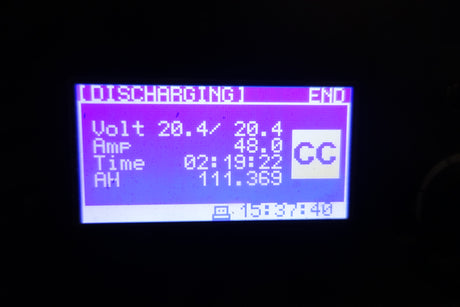 [DISCHARGING] END
Volt 20.4/ 20.4
Amp 48.0
Time 02:19:22
AH 111.369
CC
15:37:40